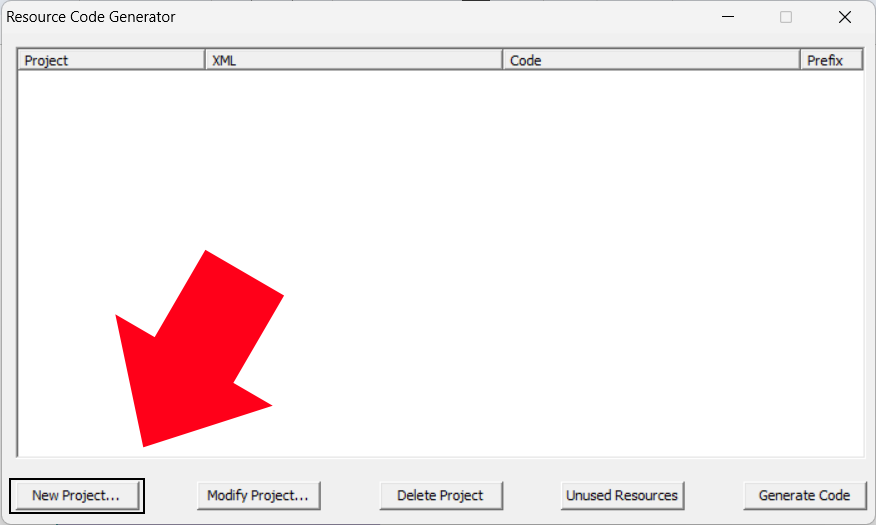 Resource Code Generator
Project XML Code Prefix
New Project... Modify Project... Delete Project Unused Resources Generate Code